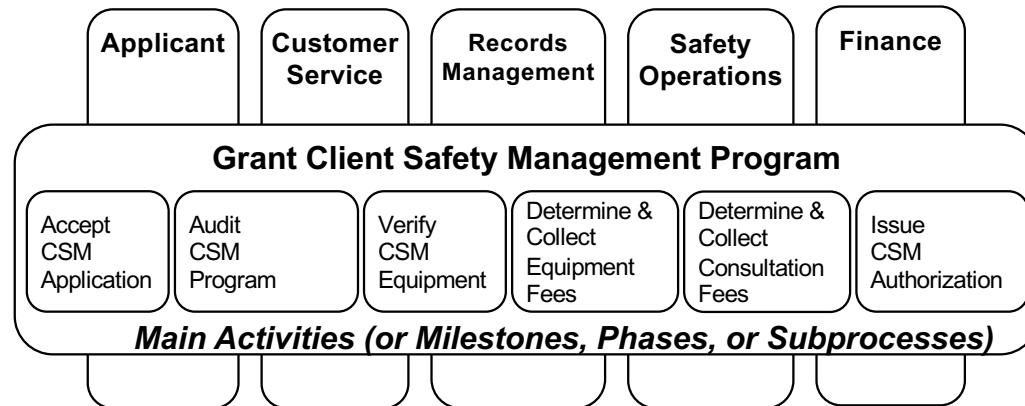 Applicant
Customer
Service
Records
Management
Safety
Operations
Finance
Grant Client Safety Management Program
Accept
CSM
Application
Audit
CSM
Program
Verify
CSM
Equipment
Determine &
Collect
Equipment
Fees
Determine &
Collect
Consultation
Fees
Issue
CSM
Authorization
Main Activities (or Milestones, Phases, or Subprocesses)